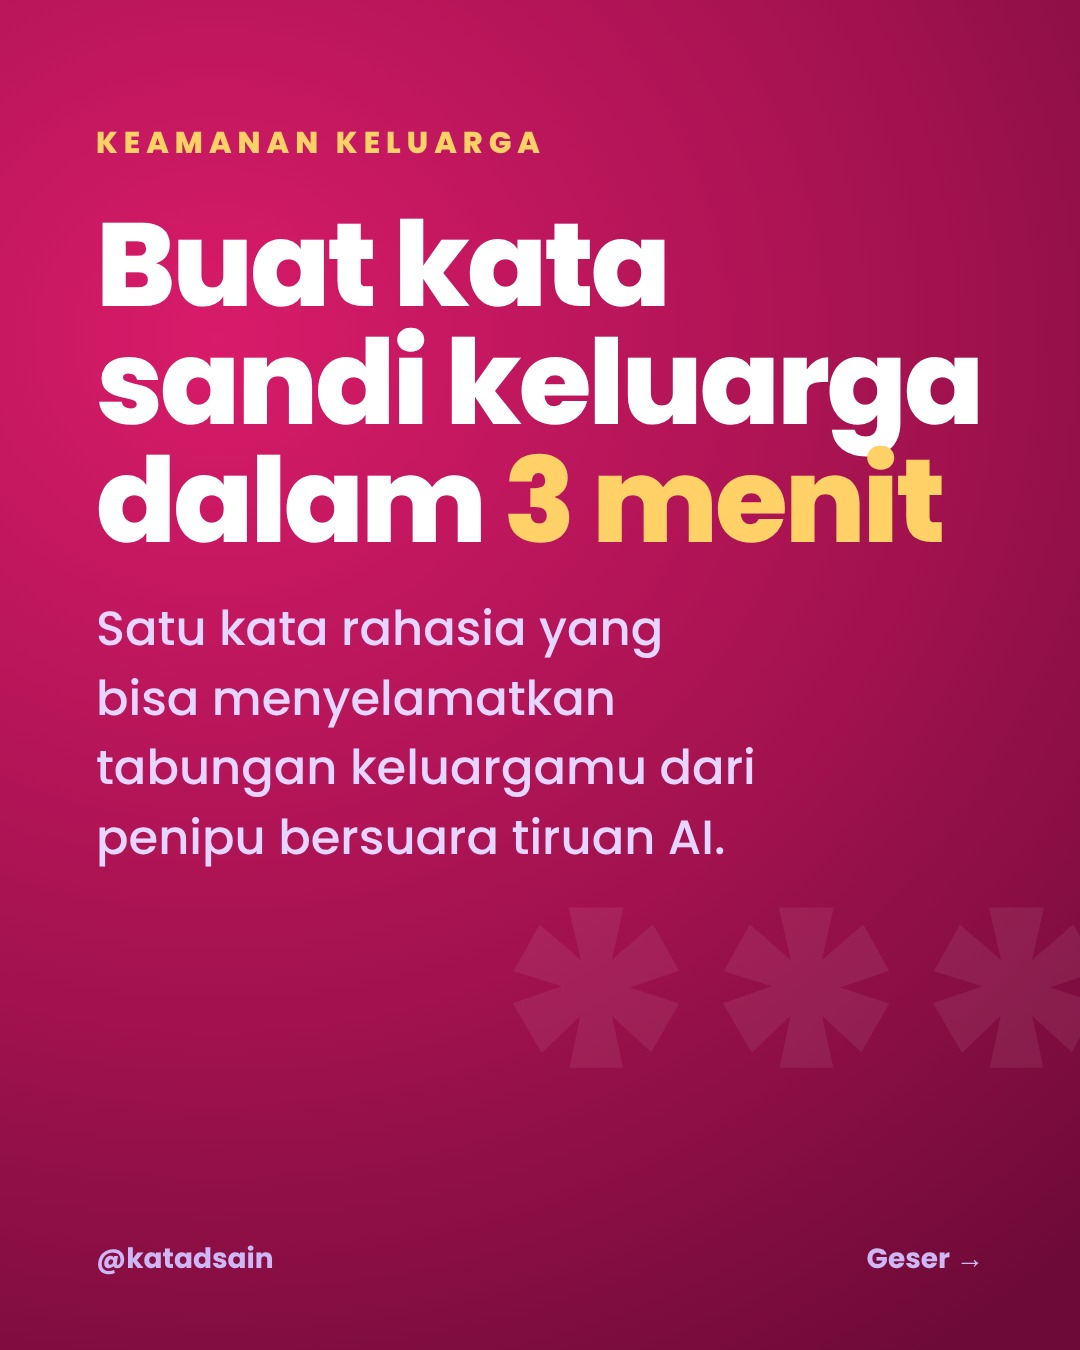 KEAMANAN KELUARGA
Buat kata
sandi keluarga
dalam 3 menit
Satu kata rahasia yang
bisa menyelamatkan
tabungan keluargamu dari
penipu bersuara tiruan AI.
***
@katadsain
Geser →